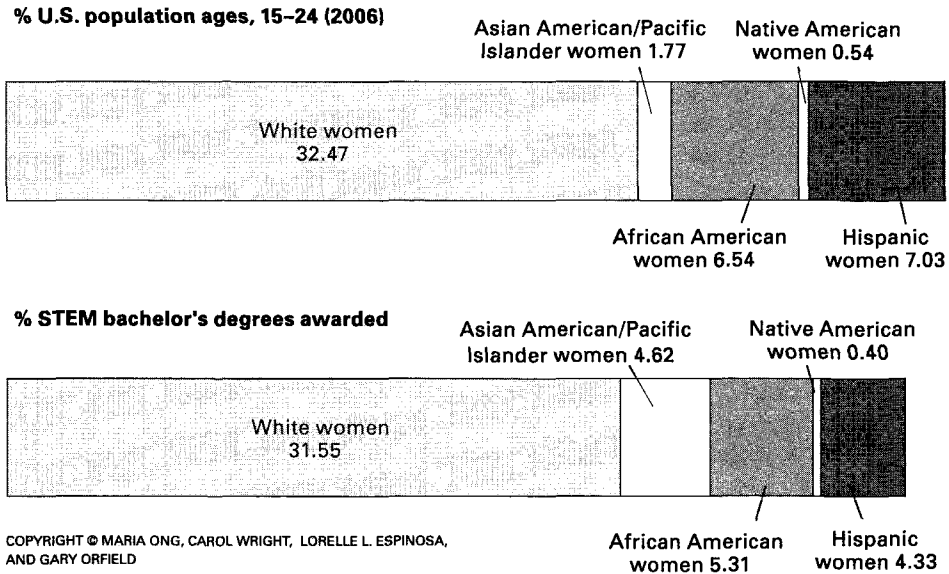 % U.S. population ages, 15–24 (2006)
Asian American/Pacific
Islander women 1.77
Native American
women 0.54
White women
32.47
African American
women 6.54
Hispanic
women 7.03
% STEM bachelor's degrees awarded
Asian American/Pacific
Islander women 4.62
Native American
women 0.40
White women
31.55
African American
women 5.31
Hispanic
women 4.33
COPYRIGHT © MARIA ONG, CAROL WRIGHT, LORELLE L. ESPINOSA,
AND GARY ORFIELD